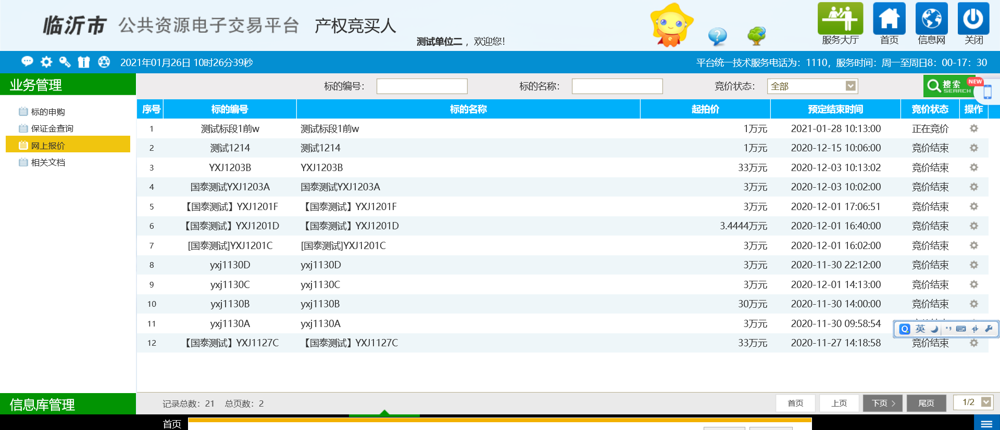 临沂市 公共资源电子交易平台 产权竞买人
测试单位二 ，欢迎您!
服务大厅 首页 信息网 关闭
2021年01月26日 10时26分39秒
平台统一技术服务电话为：1110，服务时间：周一至周日8：00-17：30
业务管理
标的申购
保证金查询
网上报价
相关文档
信息库管理
标的编号： 标的名称： 竞价状态： 全部 搜索 SEARCH NEW
序号 标的编号 标的名称 起拍价 预定结束时间 竞价状态 操作
1 测试标段1前w 测试标段1前w 1万元 2021-01-28 10:13:00 正在竞价
2 测试1214 测试1214 1万元 2020-12-15 10:06:00 竞价结束
3 YXJ1203B YXJ1203B 33万元 2020-12-03 10:13:02 竞价结束
4 国泰测试YXJ1203A 国泰测试YXJ1203A 3万元 2020-12-03 10:02:00 竞价结束
5 【国泰测试】YXJ1201F 【国泰测试】YXJ1201F 3万元 2020-12-01 17:06:51 竞价结束
6 【国泰测试】YXJ1201D 【国泰测试】YXJ1201D 3.4444万元 2020-12-01 16:40:00 竞价结束
7 [国泰测试]YXJ1201C [国泰测试]YXJ1201C 3万元 2020-12-01 16:02:00 竞价结束
8 yxj1130D yxj1130D 3万元 2020-11-30 22:12:00 竞价结束
9 yxj1130C yxj1130C 3万元 2020-12-01 14:13:00 竞价结束
10 yxj1130B yxj1130B 30万元 2020-11-30 14:00:00 竞价结束
11 yxj1130A yxj1130A 3万元 2020-11-30 09:58:54
英
12 【国泰测试】YXJ1127C 【国泰测试】YXJ1127C 33万元 2020-11-27 14:18:58 竞价结束
记录总数：21 总页数：2
首页 上页 下页 尾页 1/2
首页